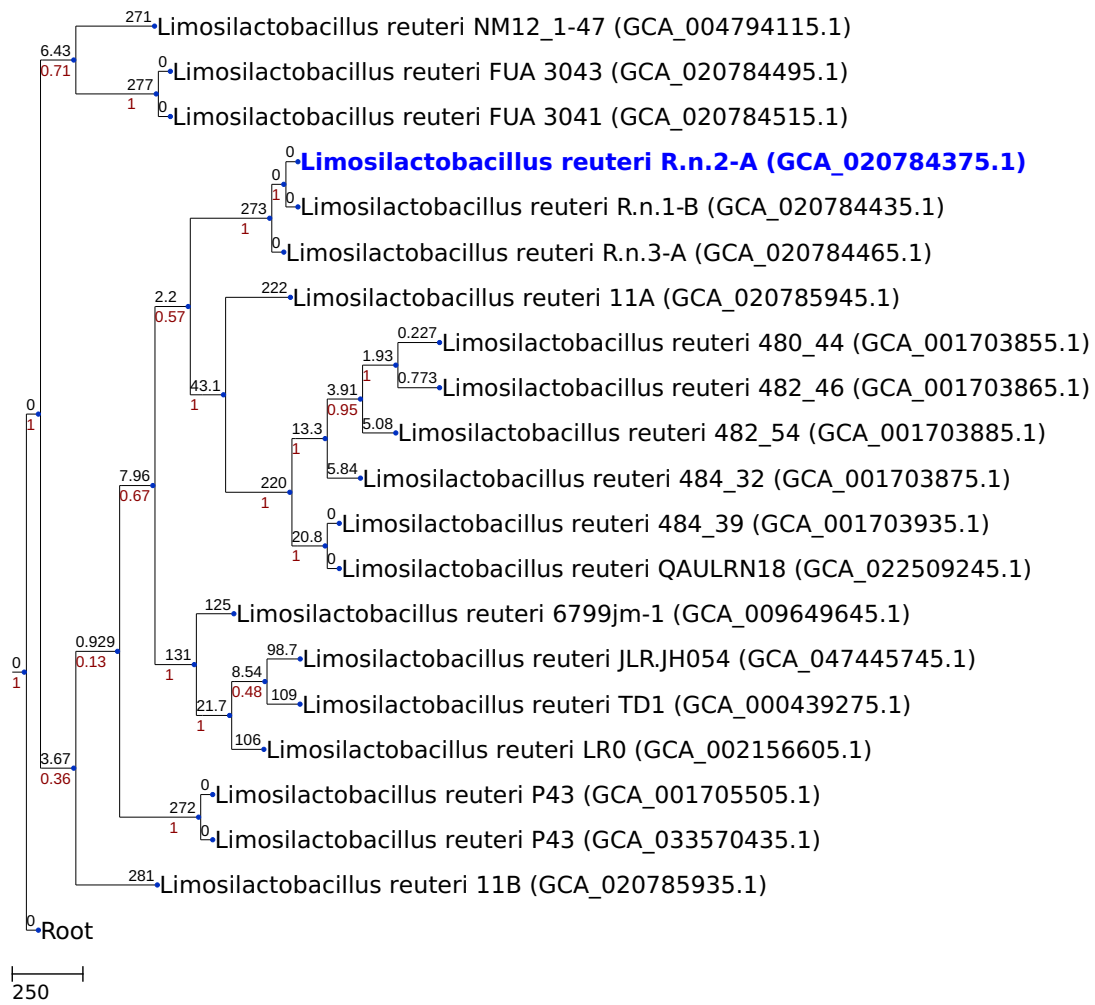 271
Limosilactobacillus reuteri NM12_1-47 (GCA_004794115.1)
6.43
0.71
0
Limosilactobacillus reuteri FUA 3043 (GCA_020784495.1)
277
1
0
Limosilactobacillus reuteri FUA 3041 (GCA_020784515.1)
0
Limosilactobacillus reuteri R.n.2-A (GCA_020784375.1)
0
1
0
Limosilactobacillus reuteri R.n.1-B (GCA_020784435.1)
273
1
0
Limosilactobacillus reuteri R.n.3-A (GCA_020784465.1)
222
Limosilactobacillus reuteri 11A (GCA_020785945.1)
2.2
0.57
0.227
Limosilactobacillus reuteri 480_44 (GCA_001703855.1)
1.93
1
0.773
Limosilactobacillus reuteri 482_46 (GCA_001703865.1)
43.1
1
3.91
0.95
5.08
Limosilactobacillus reuteri 482_54 (GCA_001703885.1)
0
1
13.3
1
5.84
Limosilactobacillus reuteri 484_32 (GCA_001703875.1)
7.96
0.67
220
1
0
Limosilactobacillus reuteri 484_39 (GCA_001703935.1)
20.8
1
0
Limosilactobacillus reuteri QAULRN18 (GCA_022509245.1)
125
Limosilactobacillus reuteri 6799jm-1 (GCA_009649645.1)
0.929
0.13
131
1
98.7
Limosilactobacillus reuteri JLR.JH054 (GCA_047445745.1)
0
1
8.54
0.48
109
Limosilactobacillus reuteri TD1 (GCA_000439275.1)
21.7
1
106
Limosilactobacillus reuteri LR0 (GCA_002156605.1)
3.67
0.36
0
Limosilactobacillus reuteri P43 (GCA_001705505.1)
272
1
0
Limosilactobacillus reuteri P43 (GCA_033570435.1)
281
Limosilactobacillus reuteri 11B (GCA_020785935.1)
0
Root
250